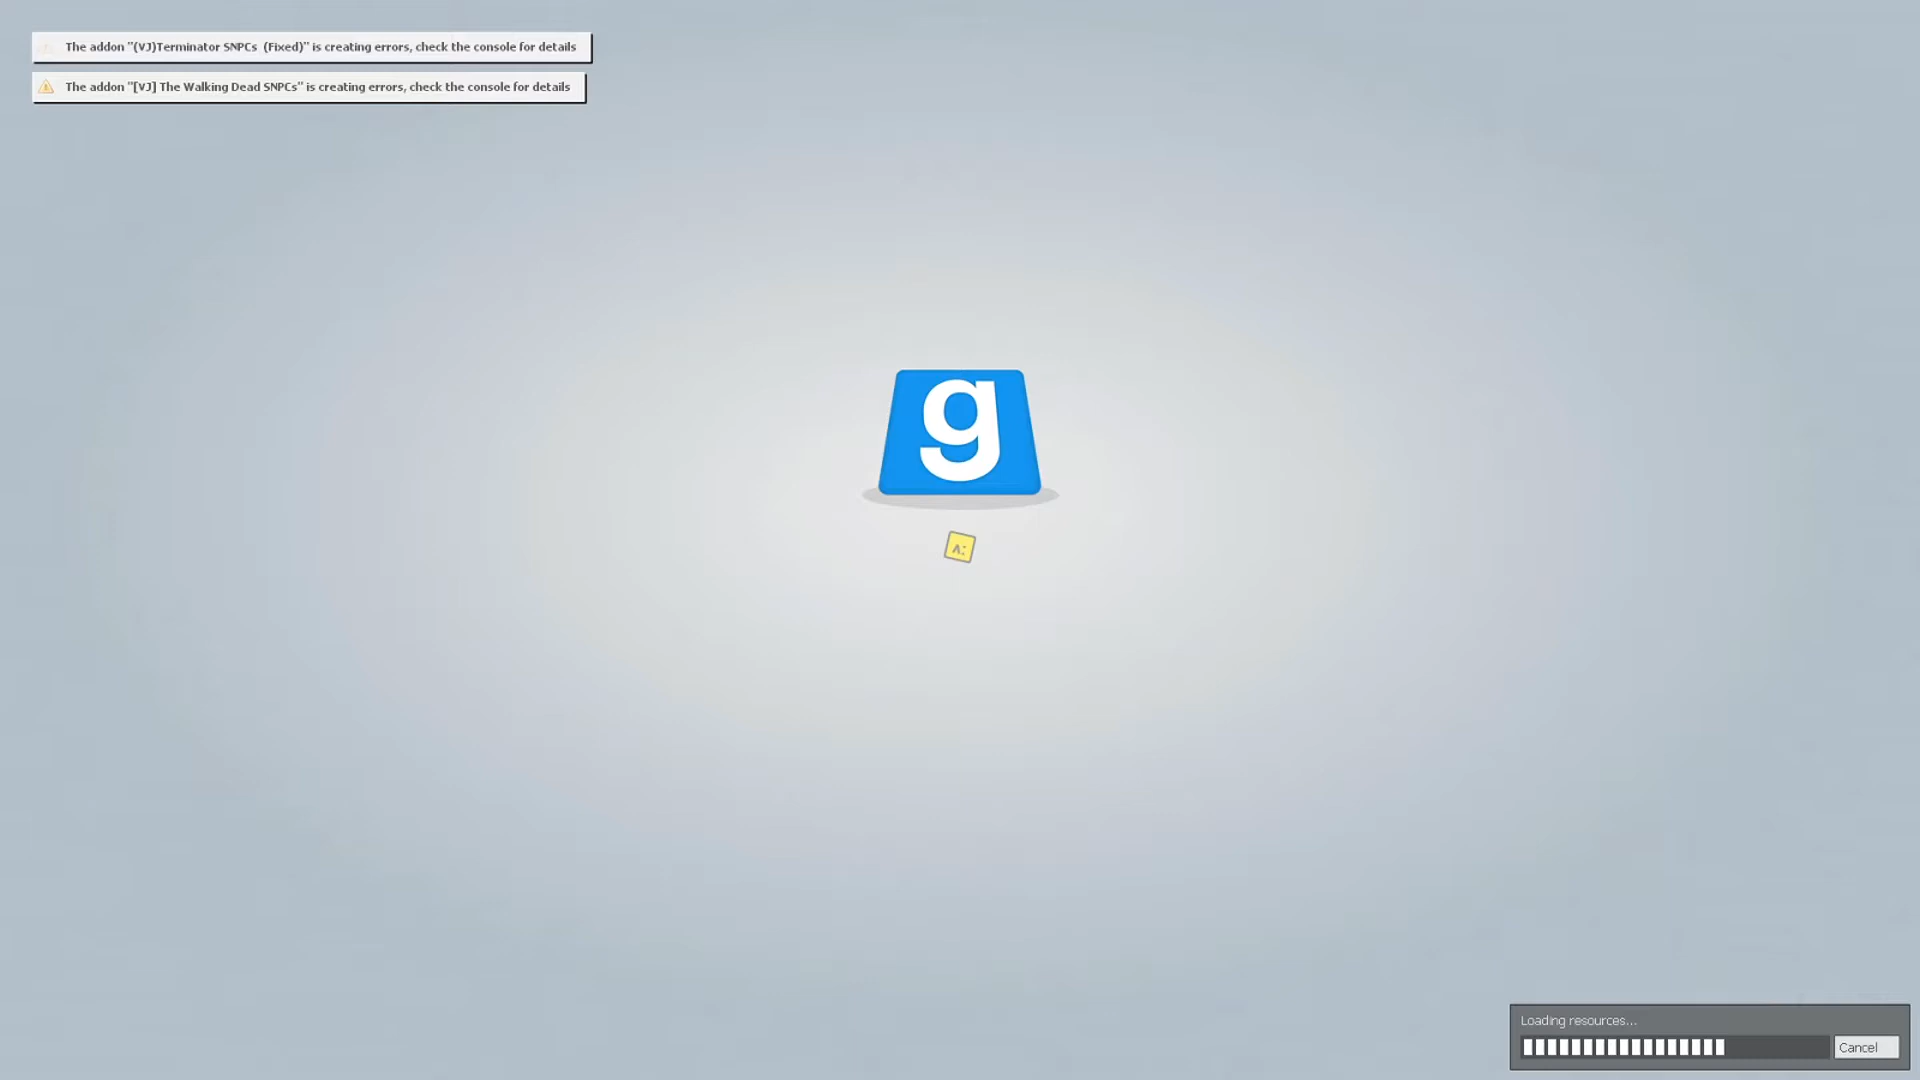 The addon "(VJ)Terminator SNPCs  (Fixed)" is creating errors, check the console for details
The addon "[VJ] The Walking Dead SNPCs" is creating errors, check the console for details
g
Loading resources...
Cancel